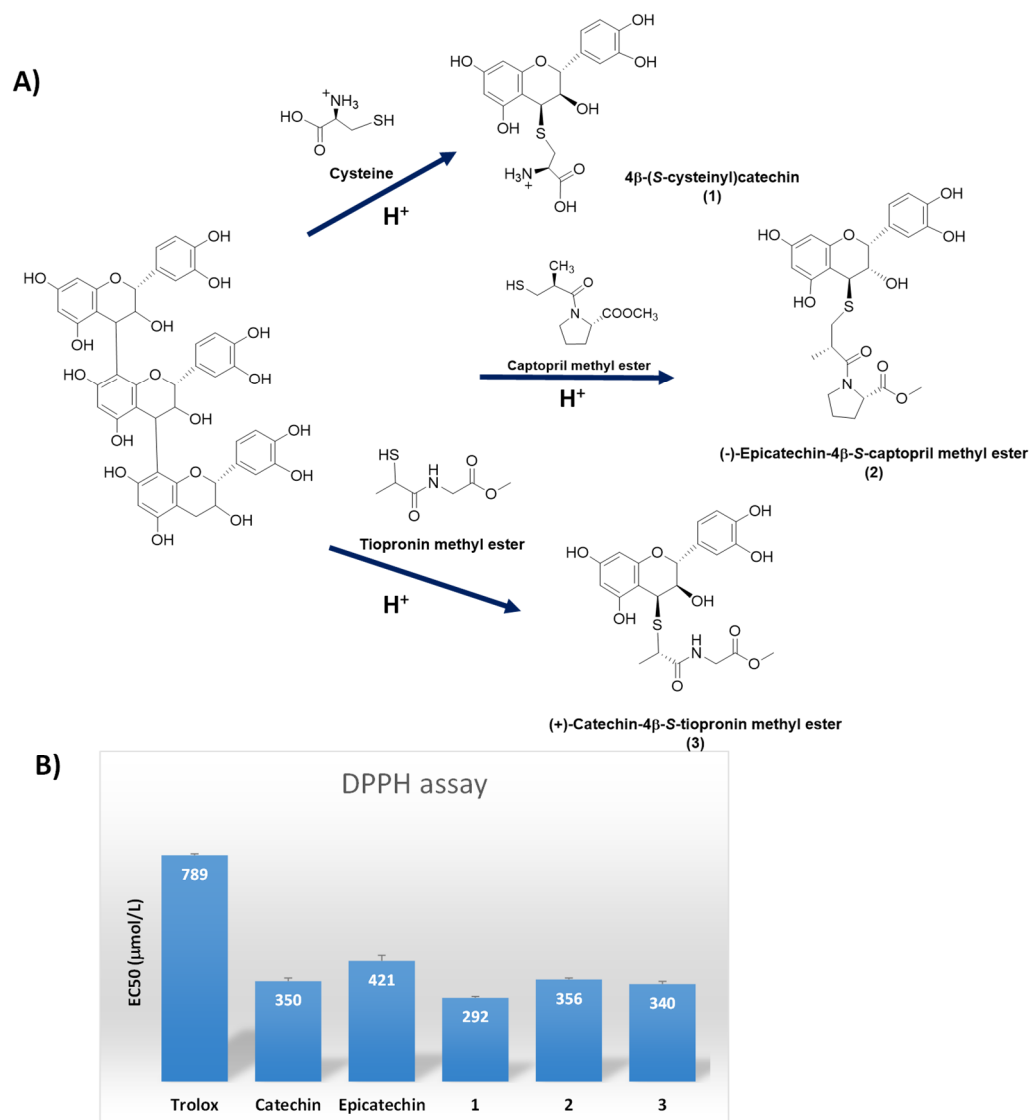 A)
OH
OH
HO
O
OH
OH
S
O
H3N
+
OH
4β-(S-cysteinyl)catechin
(1)
+
NH3
HO
SH
O
Cysteine
H+
OH
OH
HO
O
OH
OH
OH
OH
HO
O
OH
OH
OH
OH
HO
O
OH
OH
CH3
HS
O
N
COOCH3
Captopril methyl ester
H+
OH
OH
HO
O
OH
OH
S
O
N
O
O
(-)-Epicatechin-4β-S-captopril methyl ester
(2)
HS
H
N
O
O
O
Tiopronin methyl ester
H+
OH
OH
HO
O
OH
OH
S
H
N
O
O
O
(+)-Catechin-4β-S-tiopronin methyl ester
(3)
B)
DPPH assay
EC50 (µmol/L)
789
350
421
292
356
340
Trolox Catechin Epicatechin 1 2 3